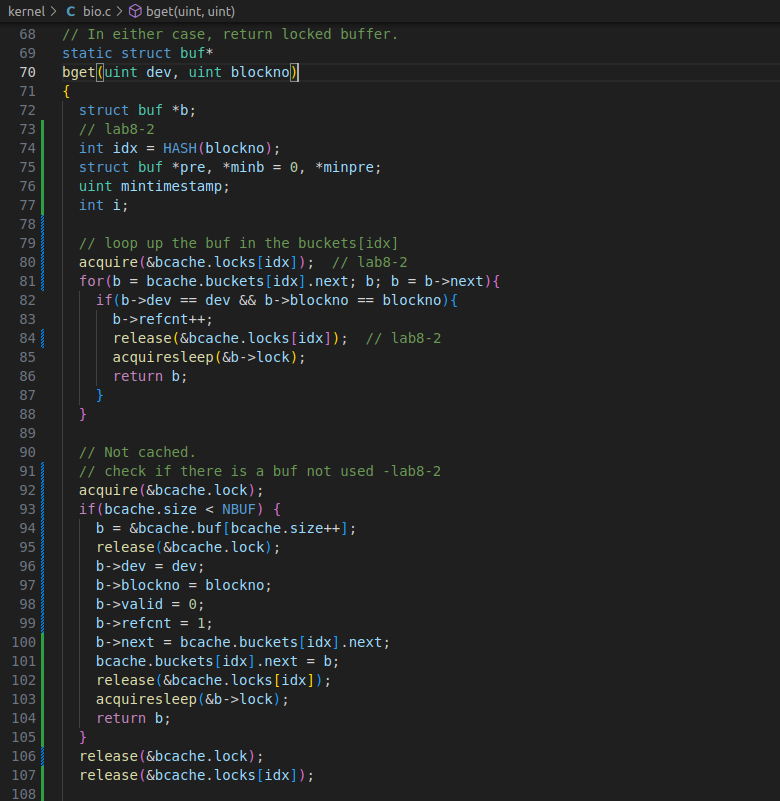 kernel > C bio.c > bget(uint, uint)
68 // In either case, return locked buffer.
69 static struct buf*
70 bget(uint dev, uint blockno)
71 {
72   struct buf *b;
73   // lab8-2
74   int idx = HASH(blockno);
75   struct buf *pre, *minb = 0, *minpre;
76   uint mintimestamp;
77   int i;
78
79   // loop up the buf in the buckets[idx]
80   acquire(&bcache.locks[idx]);  // lab8-2
81   for(b = bcache.buckets[idx].next; b; b = b->next){
82     if(b->dev == dev && b->blockno == blockno){
83       b->refcnt++;
84       release(&bcache.locks[idx]);  // lab8-2
85       acquiresleep(&b->lock);
86       return b;
87     }
88   }
89
90   // Not cached.
91   // check if there is a buf not used -lab8-2
92   acquire(&bcache.lock);
93   if(bcache.size < NBUF) {
94     b = &bcache.buf[bcache.size++];
95     release(&bcache.lock);
96     b->dev = dev;
97     b->blockno = blockno;
98     b->valid = 0;
99     b->refcnt = 1;
100     b->next = bcache.buckets[idx].next;
101     bcache.buckets[idx].next = b;
102     release(&bcache.locks[idx]);
103     acquiresleep(&b->lock);
104     return b;
105   }
106   release(&bcache.lock);
107   release(&bcache.locks[idx]);
108